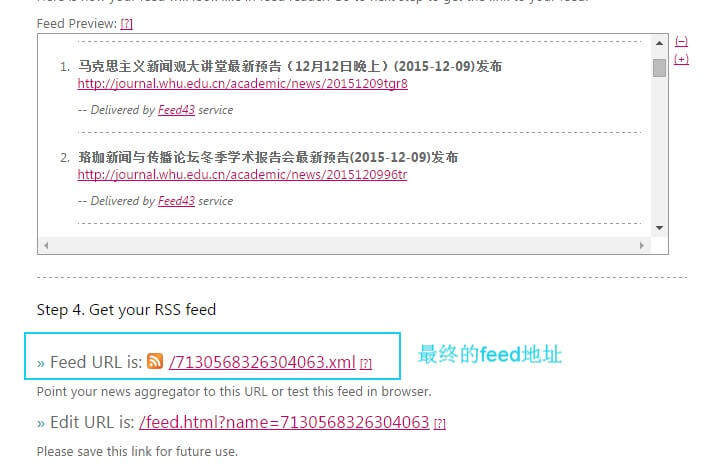 Feed Preview: [?]
(−)
(+)
1. 马克思主义新闻观大讲堂最新预告（12月12日晚上）(2015-12-09)发布
http://journal.whu.edu.cn/academic/news/20151209tgr8
-- Delivered by Feed43 service
2. 珞珈新闻与传播论坛冬季学术报告会最新预告(2015-12-09)发布
http://journal.whu.edu.cn/academic/news/2015120996tr
-- Delivered by Feed43 service
Step 4. Get your RSS feed
» Feed URL is: /7130568326304063.xml [?]
最终的feed地址
Point your news aggregator to this URL or test this feed in browser.
» Edit URL is: /feed.html?name=7130568326304063 [?]
Please save this link for future use.